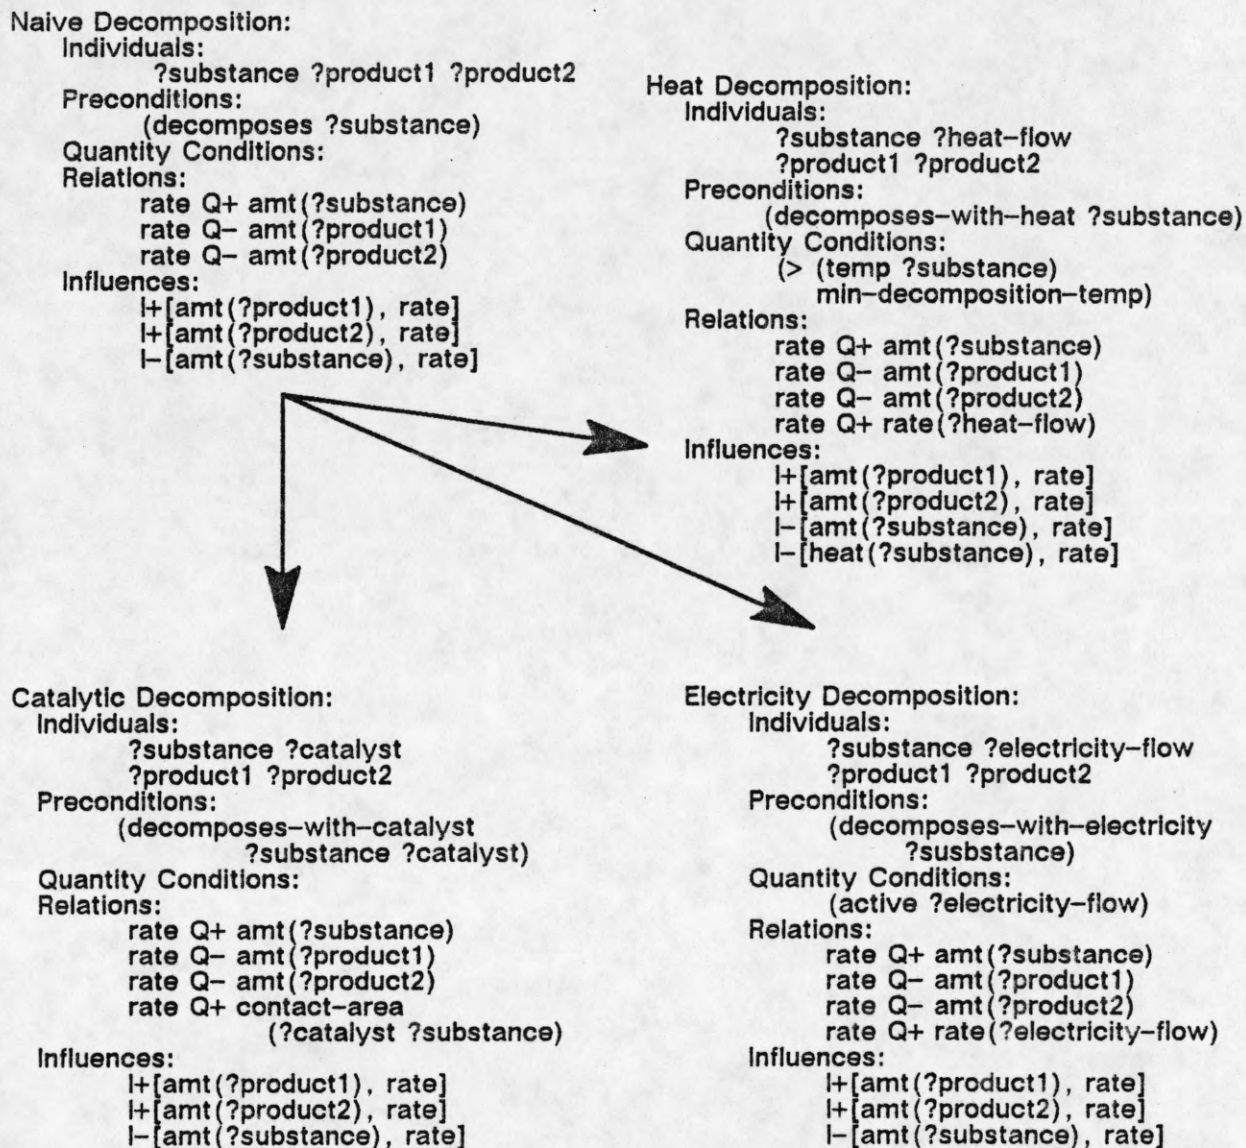 Naive Decomposition:
Individuals:
?substance ?product1 ?product2
Preconditions:
(decomposes ?substance)
Quantity Conditions:
Relations:
rate Q+ amt(?substance)
rate Q– amt(?product1)
rate Q– amt(?product2)
Influences:
I+[amt(?product1), rate]
I+[amt(?product2), rate]
I–[amt(?substance), rate]
Heat Decomposition:
Individuals:
?substance ?heat–flow
?product1 ?product2
Preconditions:
(decomposes–with–heat ?substance)
Quantity Conditions:
(> (temp ?substance)
min–decomposition–temp)
Relations:
rate Q+ amt(?substance)
rate Q– amt(?product1)
rate Q– amt(?product2)
rate Q+ rate(?heat–flow)
Influences:
I+[amt(?product1), rate]
I+[amt(?product2), rate]
I–[amt(?substance), rate]
I–[heat(?substance), rate]
Catalytic Decomposition:
Individuals:
?substance ?catalyst
?product1 ?product2
Preconditions:
(decomposes–with–catalyst
?substance ?catalyst)
Quantity Conditions:
Relations:
rate Q+ amt(?substance)
rate Q– amt(?product1)
rate Q– amt(?product2)
rate Q+ contact–area
(?catalyst ?substance)
Influences:
I+[amt(?product1), rate]
I+[amt(?product2), rate]
I–[amt(?substance), rate]
Electricity Decomposition:
Individuals:
?substance ?electricity–flow
?product1 ?product2
Preconditions:
(decomposes–with–electricity
?susbstance)
Quantity Conditions:
(active ?electricity–flow)
Relations:
rate Q+ amt(?substance)
rate Q– amt(?product1)
rate Q– amt(?product2)
rate Q+ rate(?electricity–flow)
Influences:
I+[amt(?product1), rate]
I+[amt(?product2), rate]
I–[amt(?substance), rate]